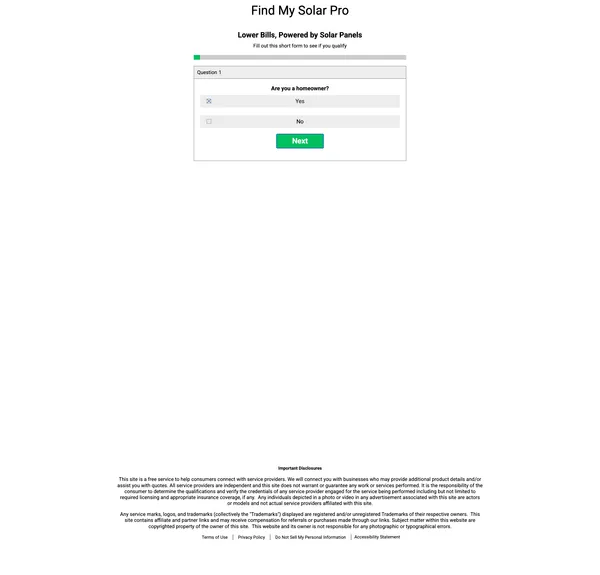 Find My Solar Pro
Lower Bills, Powered by Solar Panels
Fill out this short form to see if you qualify
Question 1
Are you a homeowner?
Yes
No
Next
Important Disclosures
This site is a free service to help consumers connect with service providers. We will connect you with businesses who may provide additional product details and/or
assist you with quotes. All service providers are independent and this site does not warrant or guarantee any work or services performed. It is the responsibility of the
consumer to determine the qualifications and verify the credentials of any service provider engaged for the service being performed including but not limited to
required licensing and appropriate insurance coverage, if any.  Any individuals depicted in a photo or video in any advertisement associated with this site are actors
or models and not actual service providers affiliated with this site.
Any service marks, logos, and trademarks (collectively the "Trademarks") displayed are registered and/or unregistered Trademarks of their respective owners.  This
site contains affiliate and partner links and may receive compensation for referrals or purchases made through our links. Subject matter within this website are
copyrighted property of the owner of this site.  This website and its owner is not responsible for any photographic or typographical errors.
Terms of Use | Privacy Policy | Do Not Sell My Personal Information | Accessibility Statement